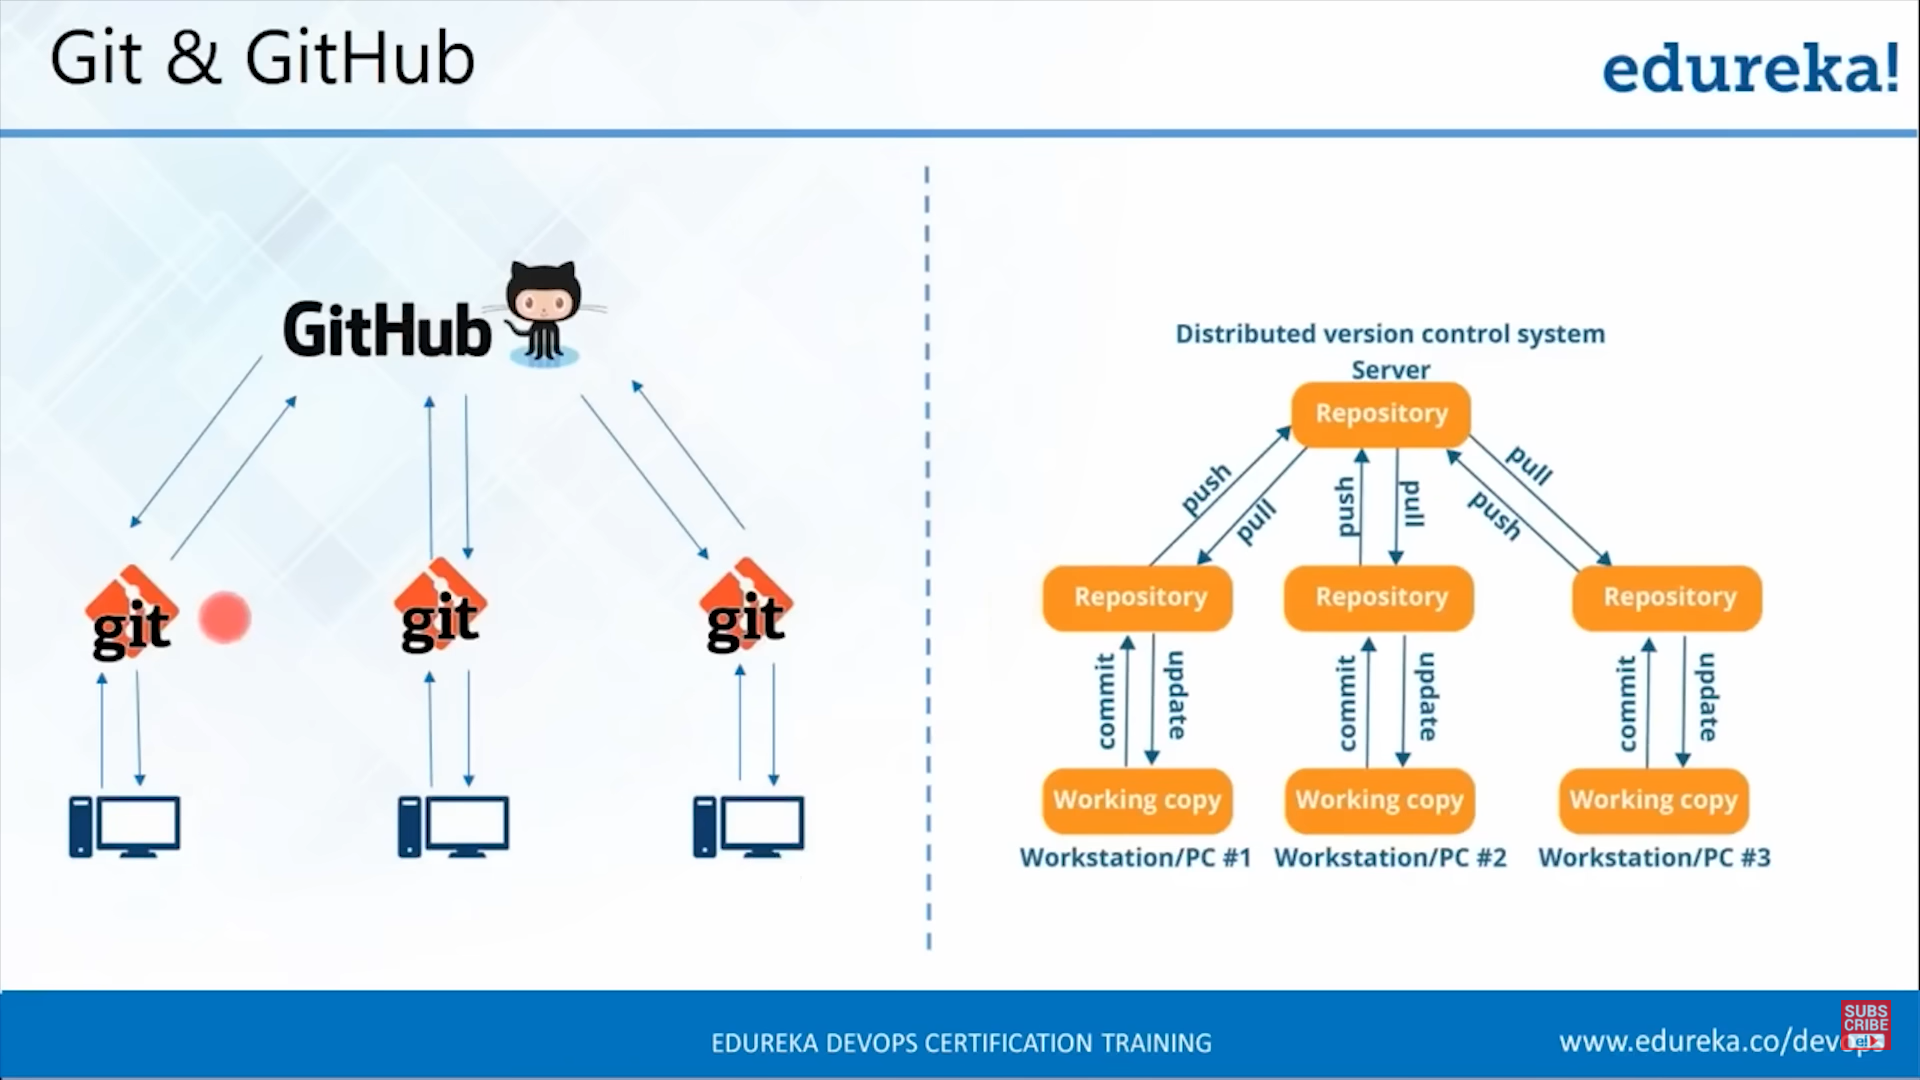 Git & GitHub
edureka!
GitHub
git
git
git
Distributed version control system
Server
Repository
push
pull
push
pull
push
pull
Repository
Repository
Repository
commit
update
commit
update
commit
update
Working copy
Working copy
Working copy
Workstation/PC #1
Workstation/PC #2
Workstation/PC #3
EDUREKA DEVOPS CERTIFICATION TRAINING
www.edureka.co/devops
SUBS
CRIBE
e!